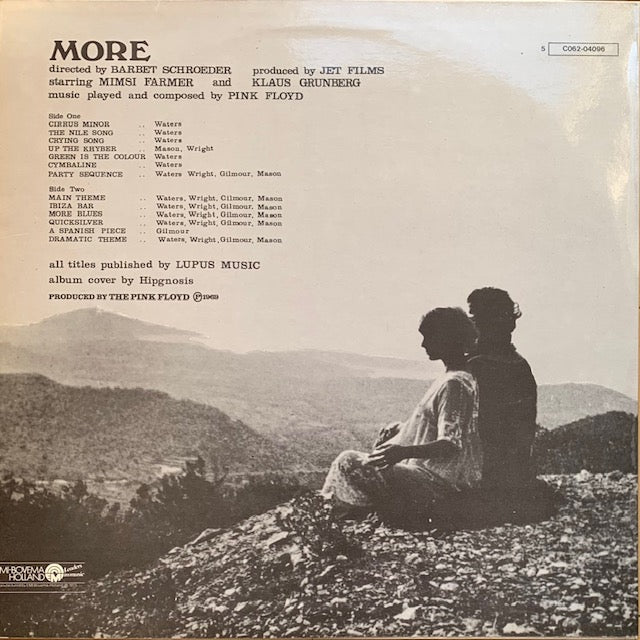 MORE
5 C062-04096
directed by BARBET SCHROEDER produced by JET FILMS
starring MIMSI FARMER and KLAUS GRUNBERG
music played and composed by PINK FLOYD
Side One
CIRRUS MINOR .. Waters
THE NILE SONG .. Waters
CRYING SONG .. Waters
UP THE KHYBER .. Mason, Wright
GREEN IS THE COLOUR Waters
CYMBALINE .. Waters
PARTY SEQUENCE .. Waters Wright, Gilmour, Mason
Side Two
MAIN THEME .. Waters, Wright, Gilmour, Mason
IBIZA BAR .. Waters, Wright, Gilmour, Mason
MORE BLUES .. Waters, Wright, Gilmour, Mason
QUICKSILVER .. Waters, Wright, Gilmour, Mason
A SPANISH PIECE .. Gilmour
DRAMATIC THEME .. Waters, Wright, Gilmour, Mason
all titles published by LUPUS MUSIC
album cover by Hipgnosis
PRODUCED BY THE PINK FLOYD Ⓟ1969
MI-BOVEMA
HOLLAND